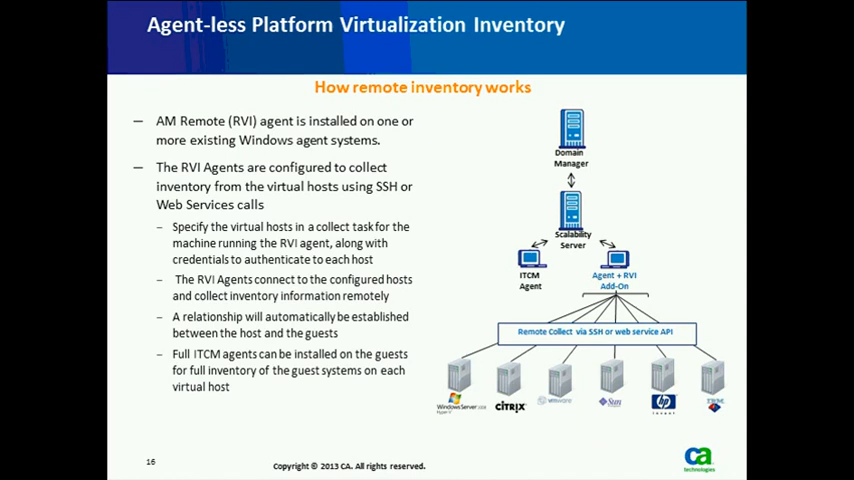 Agent-less Platform Virtualization Inventory
How remote inventory works
— AM Remote (RVI) agent is installed on one or
more existing Windows agent systems.
— The RVI Agents are configured to collect
inventory from the virtual hosts using SSH or
Web Services calls
– Specify the virtual hosts in a collect task for the
machine running the RVI agent, along with
credentials to authenticate to each host
– The RVI Agents connect to the configured hosts
and collect inventory information remotely
– A relationship will automatically be established
between the host and the guests
– Full ITCM agents can be installed on the guests
for full inventory of the guest systems on each
virtual host
Domain
Manager
Scalability
Server
ITCM
Agent
Agent + RVI
Add-On
Remote Collect via SSH or web service API
Windows Server
CITRIX
vmware
Sun
hp
invent
IBM
16
Copyright © 2013 CA. All rights reserved.
ca
technologies